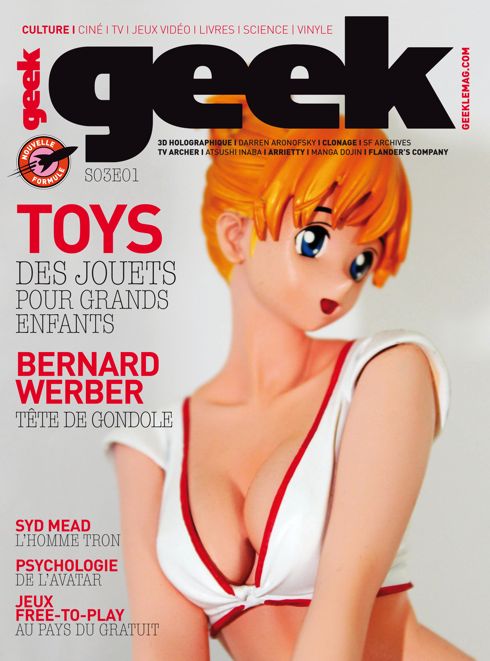 CULTURE I CINÉ I TV I JEUX VIDÉO I LIVRES I SCIENCE | VINYLE
geek
geek
GEEKLEMAG.COM
NOUVELLE
FORMULE
3D HOLOGRAPHIQUE I DARREN ARONOFSKY I CLONAGE I SF ARCHIVES
TV ARCHER I ATSUSHI INABA I ARRIETTY I MANGA DOJIN I FLANDER'S COMPANY
S03E01
TOYS
DES JOUETS
POUR GRANDS
ENFANTS
BERNARD
WERBER
TÊTE DE GONDOLE
SYD MEAD
L'HOMME TRON
PSYCHOLOGIE
DE L'AVATAR
JEUX
FREE-TO-PLAY
AU PAYS DU GRATUIT